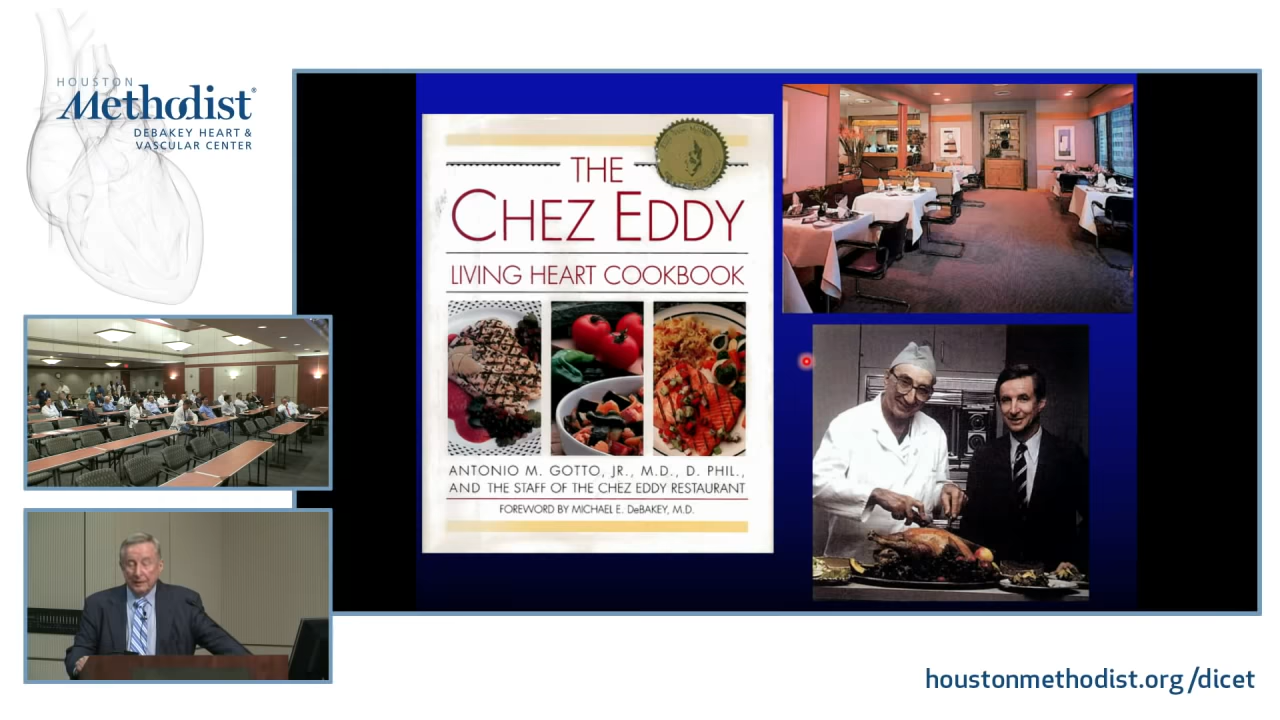 HOUSTON
Methodist®
DEBAKEY HEART &
VASCULAR CENTER
THE
CHEZ EDDY
LIVING HEART COOKBOOK
ANTONIO M. GOTTO, JR., M.D., D. PHIL.,
AND THE STAFF OF THE CHEZ EDDY RESTAURANT
FOREWORD BY MICHAEL E. DeBAKEY, M.D.
houstonmethodist.org/dicet